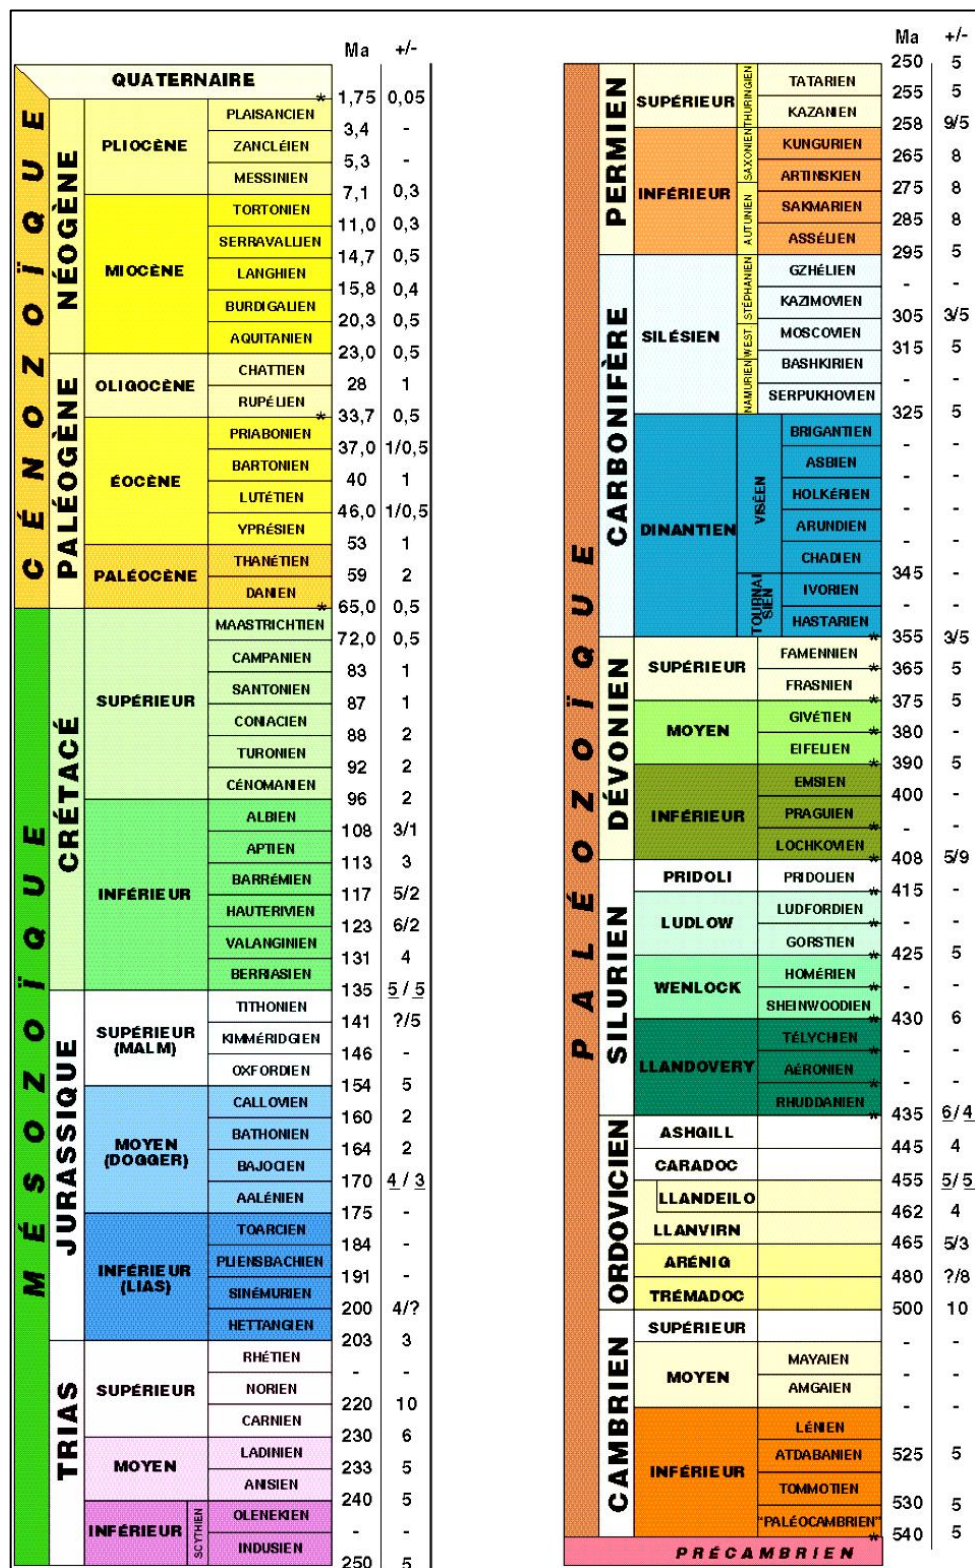 Ma +/-
CÉNOZOÏQUE
QUATERNAIRE
* 1,75 0,05
NÉOGÈNE
PLIOCÈNE
PLAISANCIEN
3,4 -
ZANCLÉIEN
5,3 -
MESSINIEN
7,1 0,3
MIOCÈNE
TORTONIEN
11,0 0,3
SERRAVALLIEN
14,7 0,5
LANGHIEN
15,8 0,4
BURDIGALIEN
20,3 0,5
AQUITANIEN
23,0 0,5
PALÉOGÈNE
OLIGOCÈNE
CHATTIEN
28 1
RUPÉLIEN
* 33,7 0,5
ÉOCÈNE
PRIABONIEN
37,0 1/0,5
BARTONIEN
40 1
LUTÉTIEN
46,0 1/0,5
YPRÉSIEN
53 1
PALÉOCÈNE
THANÉTIEN
59 2
DANIEN
* 65,0 0,5
MÉSOZOÏQUE
CRÉTACÉ
SUPÉRIEUR
MAASTRICHTIEN
72,0 0,5
CAMPANIEN
83 1
SANTONIEN
87 1
CONIACIEN
88 2
TURONIEN
92 2
CÉNOMANIEN
96 2
INFÉRIEUR
ALBIEN
108 3/1
APTIEN
113 3
BARRÉMIEN
117 5/2
HAUTERIVIEN
123 6/2
VALANGINIEN
131 4
BERRIASIEN
135 5/5
JURASSIQUE
SUPÉRIEUR
(MALM)
TITHONIEN
141 ?/5
KIMMÉRIDGIEN
146 -
OXFORDIEN
154 5
MOYEN
(DOGGER)
CALLOVIEN
160 2
BATHONIEN
164 2
BAJOCIEN
170 4/3
AALÉNIEN
175 -
INFÉRIEUR
(LIAS)
TOARCIEN
184 -
PLIENSBACHIEN
191 -
SINÉMURIEN
200 4/?
HETTANGIEN
203 3
TRIAS
SUPÉRIEUR
RHÉTIEN
- -
NORIEN
220 10
CARNIEN
230 6
MOYEN
LADINIEN
233 5
ANISIEN
240 5
INFÉRIEUR
SCYTHIEN
OLENEKIEN
- -
INDUSIEN
250 5
Ma +/-
250 5
PALÉOZOÏQUE
PERMIEN
SUPÉRIEUR
THURINGIEN
TATARIEN
255 5
KAZANIEN
258 9/5
INFÉRIEUR
SAXONIEN
KUNGURIEN
265 8
ARTINSKIEN
275 8
AUTUNIEN
SAKMARIEN
285 8
ASSÉLIEN
295 5
CARBONIFÈRE
SILÉSIEN
STÉPHANIEN
GZHÉLIEN
- -
KAZIMOVIEN
305 3/5
WEST.
MOSCOVIEN
315 5
NAMURIEN
BASHKIRIEN
- -
SERPUKHOVIEN
325 5
DINANTIEN
VISÉEN
BRIGANTIEN
- -
ASBIEN
- -
HOLKÉRIEN
- -
ARUNDIEN
- -
CHADIEN
345 -
TOURNAI
SIEN
IVORIEN
- -
HASTARIEN
* 355 3/5
DÉVONIEN
SUPÉRIEUR
FAMENNIEN
* 365 5
FRASNIEN
* 375 5
MOYEN
GIVÉTIEN
* 380 -
EIFELIEN
* 390 5
INFÉRIEUR
EMSIEN
400 -
PRAGUIEN
* - -
LOCHKOVIEN
* 408 5/9
SILURIEN
PRIDOLI
PRIDOLIEN
* 415 -
LUDLOW
LUDFORDIEN
* - -
GORSTIEN
* 425 5
WENLOCK
HOMÉRIEN
* - -
SHEINWOODIEN
* 430 6
LLANDOVERY
TÉLYCHIEN
* - -
AÉRONIEN
* - -
RHUDDANIEN
* 435 6/4
ORDOVICIEN
ASHGILL
445 4
CARADOC
455 5/5
LLANDEILO
462 4
LLANVIRN
465 5/3
ARÉNIG
480 ?/8
TRÉMADOC
500 10
CAMBRIEN
SUPÉRIEUR
- -
MOYEN
MAYAIEN
- -
AMGAIEN
- -
INFÉRIEUR
LÉNIEN
ATDABANIEN
525 5
TOMMOTIEN
530 5
"PALÉOCAMBRIEN"
* 540 5
PRÉCAMBRIEN